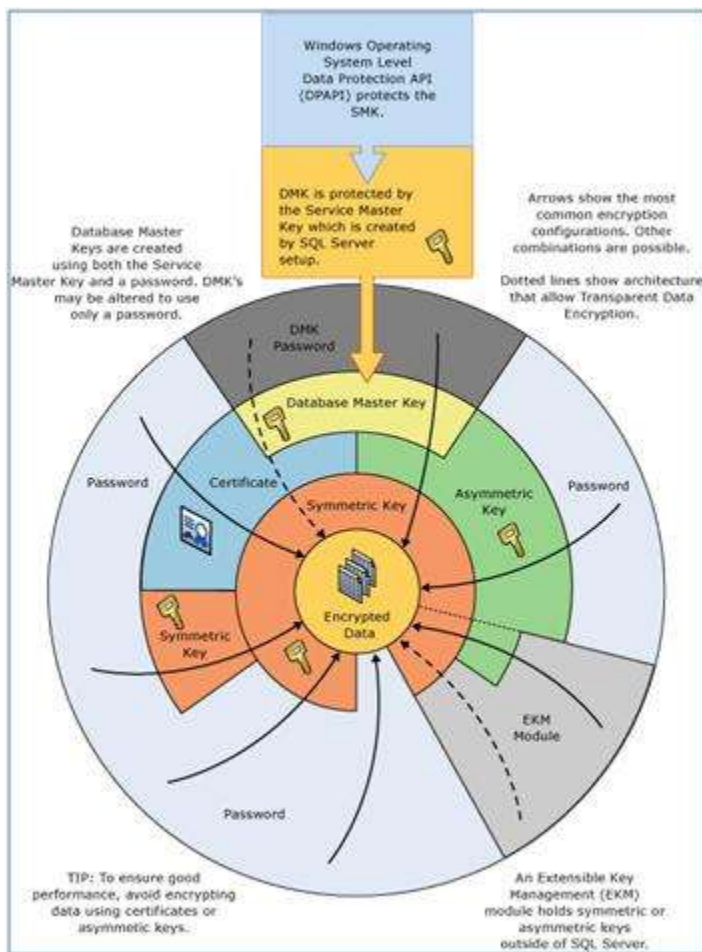 Windows Operating
System Level
Data Protection API
(DPAPI) protects the
SMK.
DMK is protected by
the Service Master
Key which is created
by SQL Server
setup.
Database Master
Keys are created
using both the Service
Master Key and a password. DMK's
may be altered to use
only a password.
Arrows show the most
common encryption
configurations. Other
combinations are possible.
Dotted lines show architecture
that allow Transparent Data
Encryption.
DMK
Password
Database Master Key
Password
Certificate
Symmetric Key
Asymmetric
Key
Password
Encrypted
Data
Symmetric
Key
EKM
Module
Password
TIP: To ensure good
performance, avoid encrypting
data using certificates or
asymmetic keys.
An Extensible Key
Management (EKM)
module holds symmetric or
asymmetric keys
outside of SQL Server.